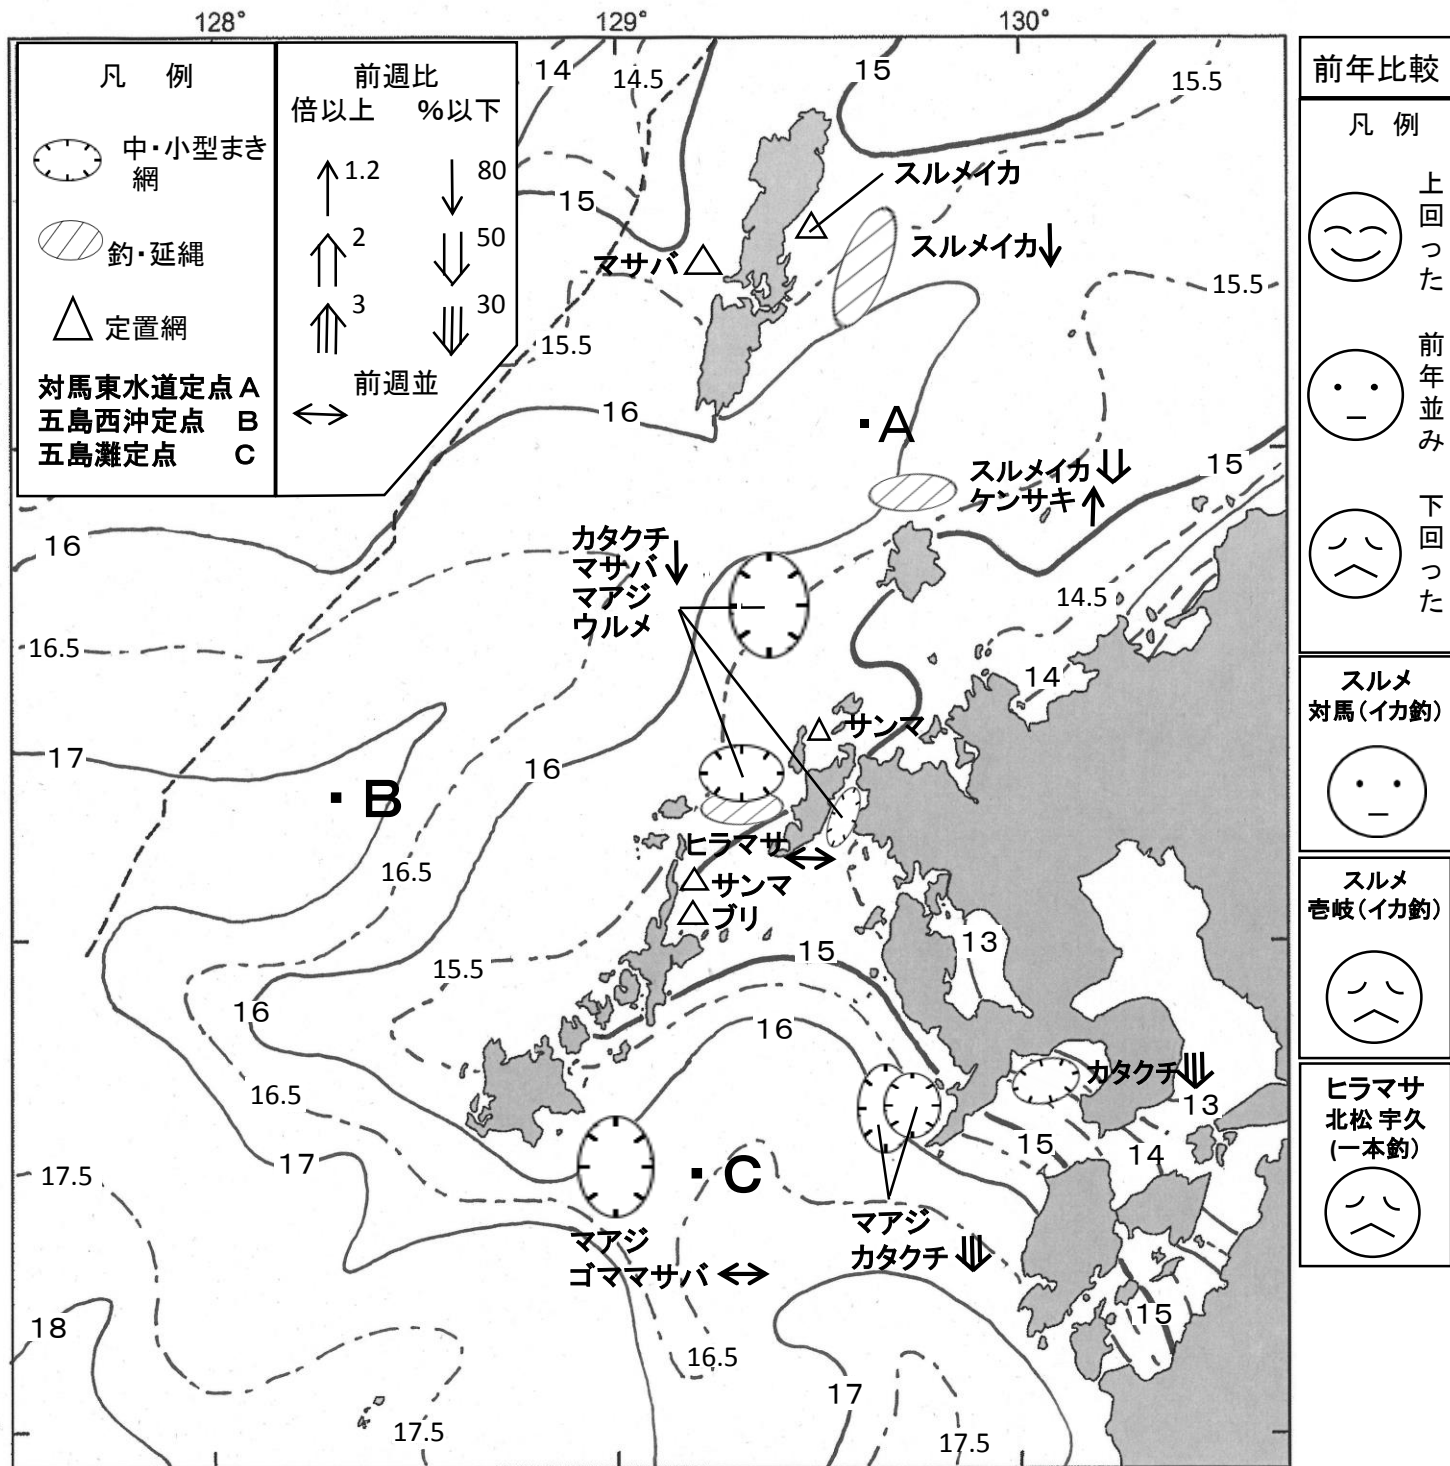 128°
129°
130°
凡 例
中・小型まき
網
釣・延縄
定置網
対馬東水道定点 A
五島西沖定点 B
五島灘定点 C
前週比
倍以上 %以下
1.2 80
2 50
3 30
前週並
14
14.5
15
15.5
15
スルメイカ
スルメイカ
マサバ
15.5
15.5
16
A
15
スルメイカ
ケンサキ
16
カタクチ
マサバ
マアジ
ウルメ
14.5
16.5
14
サンマ
17
16
B
ヒラマサ
16.5
サンマ
ブリ
13
15
15.5
16
16
カタクチ
16.5
13
15
14
17
C
17.5
マアジ
カタクチ
マアジ
ゴママサバ
18
15
16.5
17
17.5
17.5
前年比較
凡 例
上回った
前年並み
下回った
スルメ
対馬(イカ釣)
スルメ
壱岐(イカ釣)
ヒラマサ
北松 宇久
(一本釣)